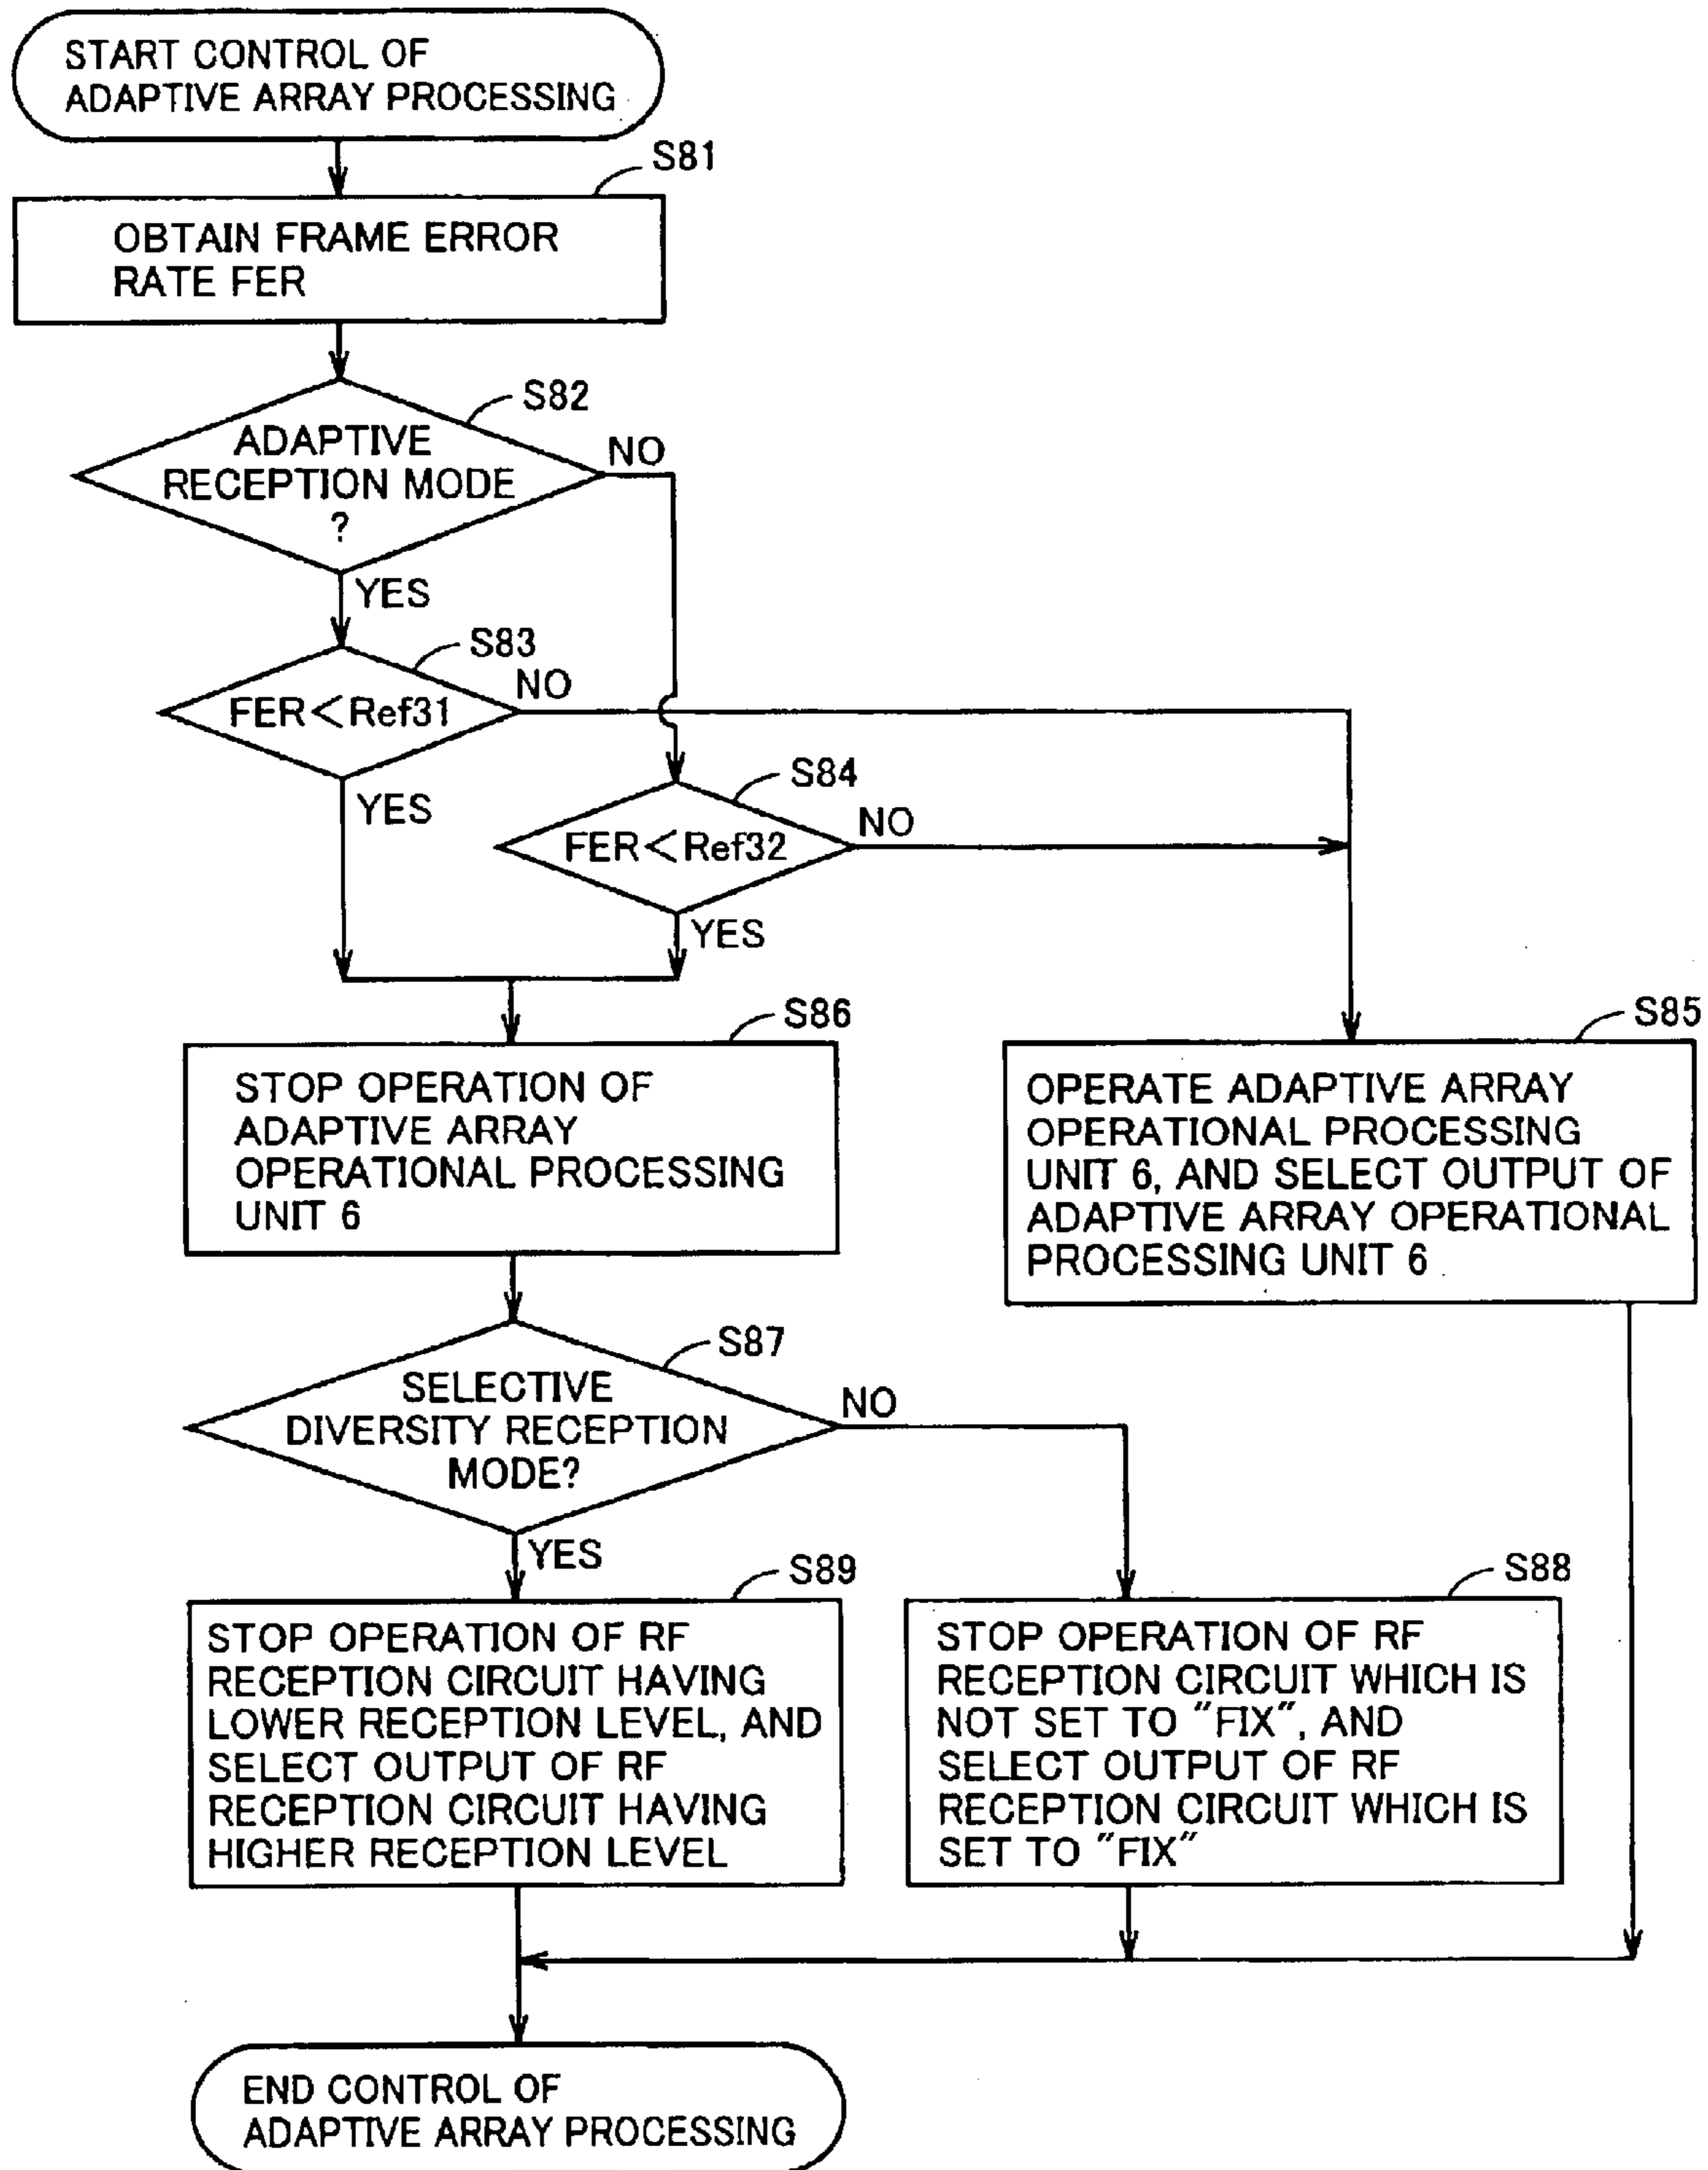 START CONTROL OF
ADAPTIVE ARRAY PROCESSING
S81
OBTAIN FRAME ERROR
RATE FER
S82
ADAPTIVE
RECEPTION MODE
?
NO
YES
S83
FER<Ref31
NO
YES
S84
FER<Ref32
NO
YES
S86
STOP OPERATION OF
ADAPTIVE ARRAY
OPERATIONAL PROCESSING
UNIT 6
S85
OPERATE ADAPTIVE ARRAY
OPERATIONAL PROCESSING
UNIT 6, AND SELECT OUTPUT OF
ADAPTIVE ARRAY OPERATIONAL
PROCESSING UNIT 6
S87
SELECTIVE
DIVERSITY RECEPTION
MODE?
NO
YES
S89
STOP OPERATION OF RF
RECEPTION CIRCUIT HAVING
LOWER RECEPTION LEVEL, AND
SELECT OUTPUT OF RF
RECEPTION CIRCUIT HAVING
HIGHER RECEPTION LEVEL
S88
STOP OPERATION OF RF
RECEPTION CIRCUIT WHICH IS
NOT SET TO "FIX", AND
SELECT OUTPUT OF RF
RECEPTION CIRCUIT WHICH IS
SET TO "FIX"
END CONTROL OF
ADAPTIVE ARRAY PROCESSING